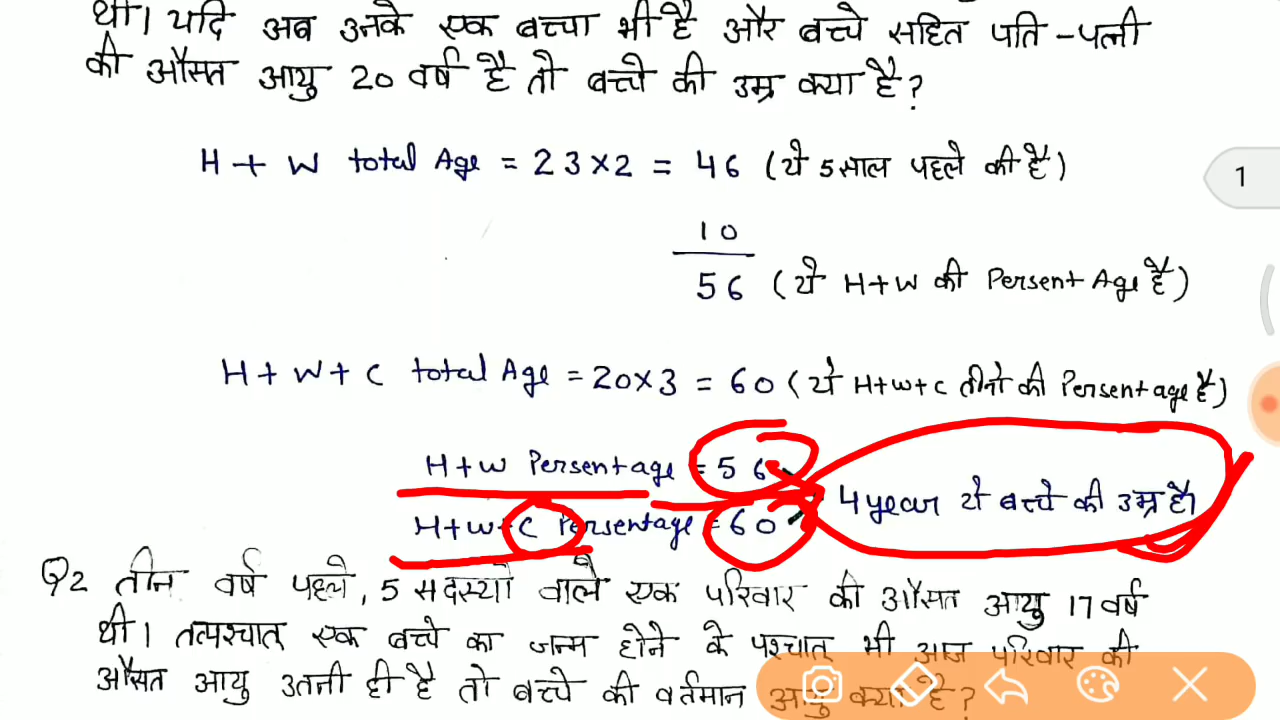 थी। यदि अब उनके एक बच्चा भी है और बच्चे सहित पति-पत्नी
की औसत आयु 20 वर्ष है तो बच्चे की उम्र क्या है?
H + W total Age = 23×2 = 46 (ये 5 साल पहले की है)
1
10
56 (ये H+W की Persent Age है)
H + W + C total Age = 20×3 = 60 (ये H+W+C तीनों की Persent age है)
H+W Persent age = 56
4 year ये बच्चे की उम्र है।
H+W+C Persent age = 60
Q2 तीन वर्ष पहले, 5 सदस्यों वाले एक परिवार की औसत आयु 17 वर्ष
थी। तत्पश्चात् एक बच्चे का जन्म होने के पश्चात् भी आज परिवार की
औसत आयु उतनी ही है तो बच्चे की वर्तमान आयु क्या है?